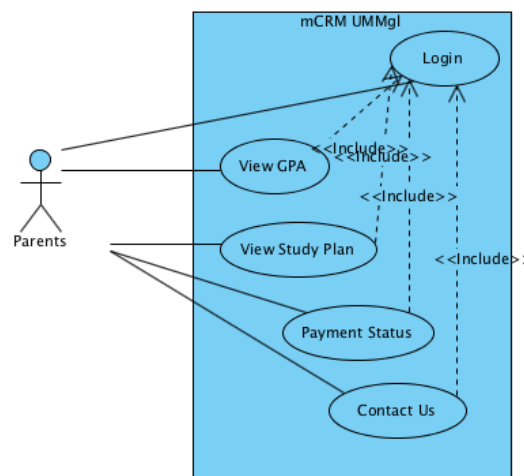 mCRM UMMgl
Login
<<Include>>
<<Include>>
View GPA
<<Include>>
Parents
View Study Plan
<<Include>>
Payment Status
Contact Us